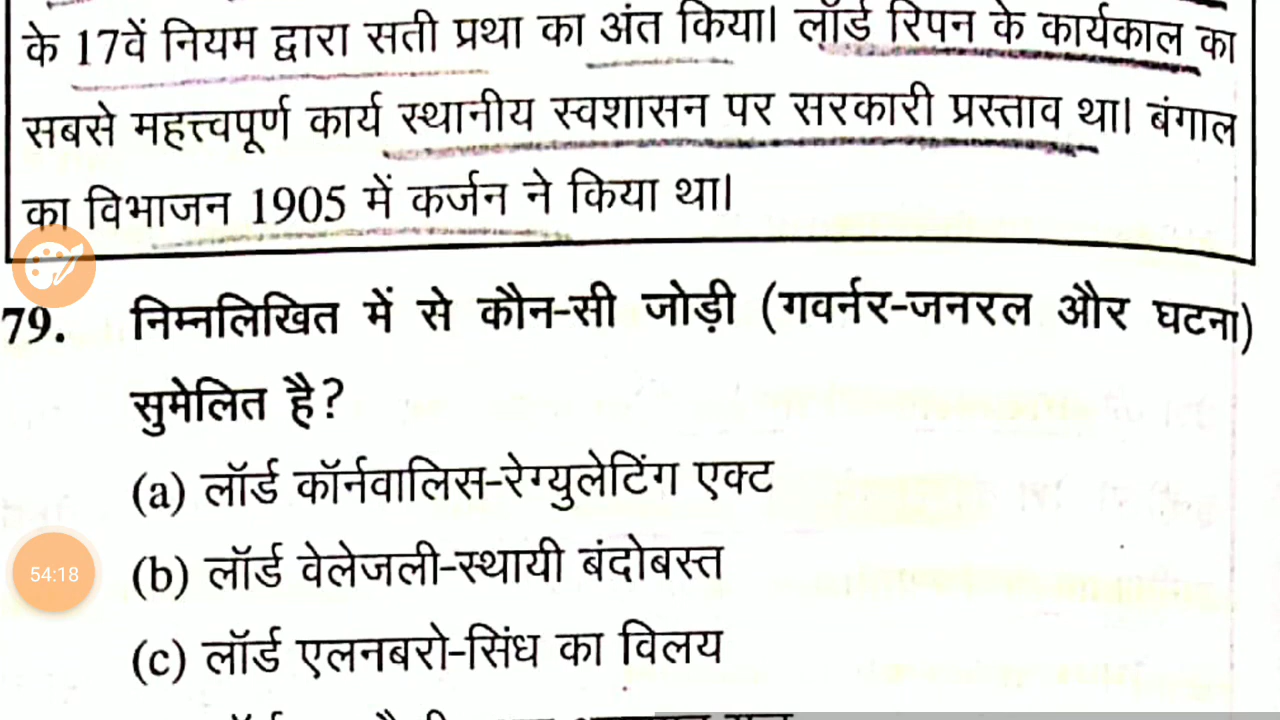 के 17वें नियम द्वारा सती प्रथा का अंत किया। लॉर्ड रिपन के कार्यकाल का
सबसे महत्त्वपूर्ण कार्य स्थानीय स्वशासन पर सरकारी प्रस्ताव था। बंगाल
का विभाजन 1905 में कर्जन ने किया था।
79. निम्नलिखित में से कौन-सी जोड़ी (गवर्नर-जनरल और घटना)
सुमेलित है?
(a) लॉर्ड कॉर्नवालिस-रेग्युलेटिंग एक्ट
54:18
(b) लॉर्ड वेलेजली-स्थायी बंदोबस्त
(c) लॉर्ड एलनबरो-सिंध का विलय